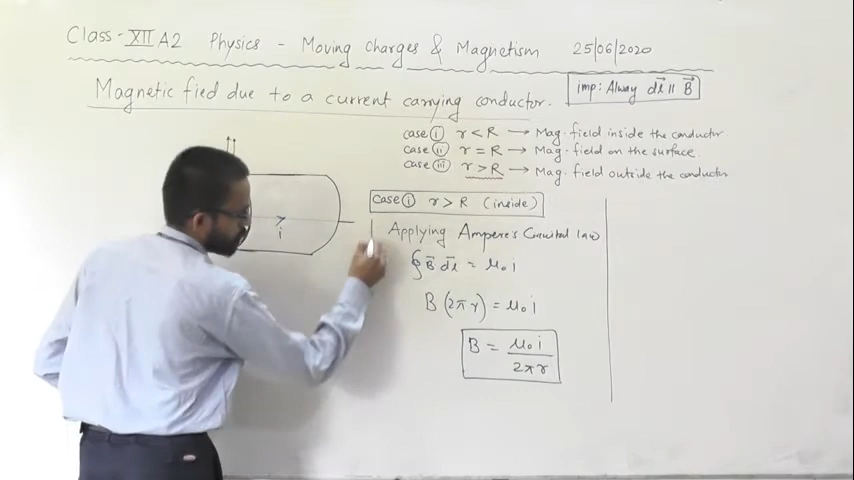 Class - XII A2 Physics - Moving Charges & Magnetism 25/06/2020
Magnetic fied due to a current carrying conductor.
imp: Alway dl⃗ || B⃗
case (i) r < R → Mag. field inside the conductor
case (ii) r = R → Mag. field on the surface.
case (iii) r > R → Mag. field outside the conductor
case (i) r > R (inside)
Applying Ampere's Circuital law
∮ B⃗ dl⃗ = μ₀ i
B (2πr) = μ₀ i
B = μ₀ i / 2πr
i